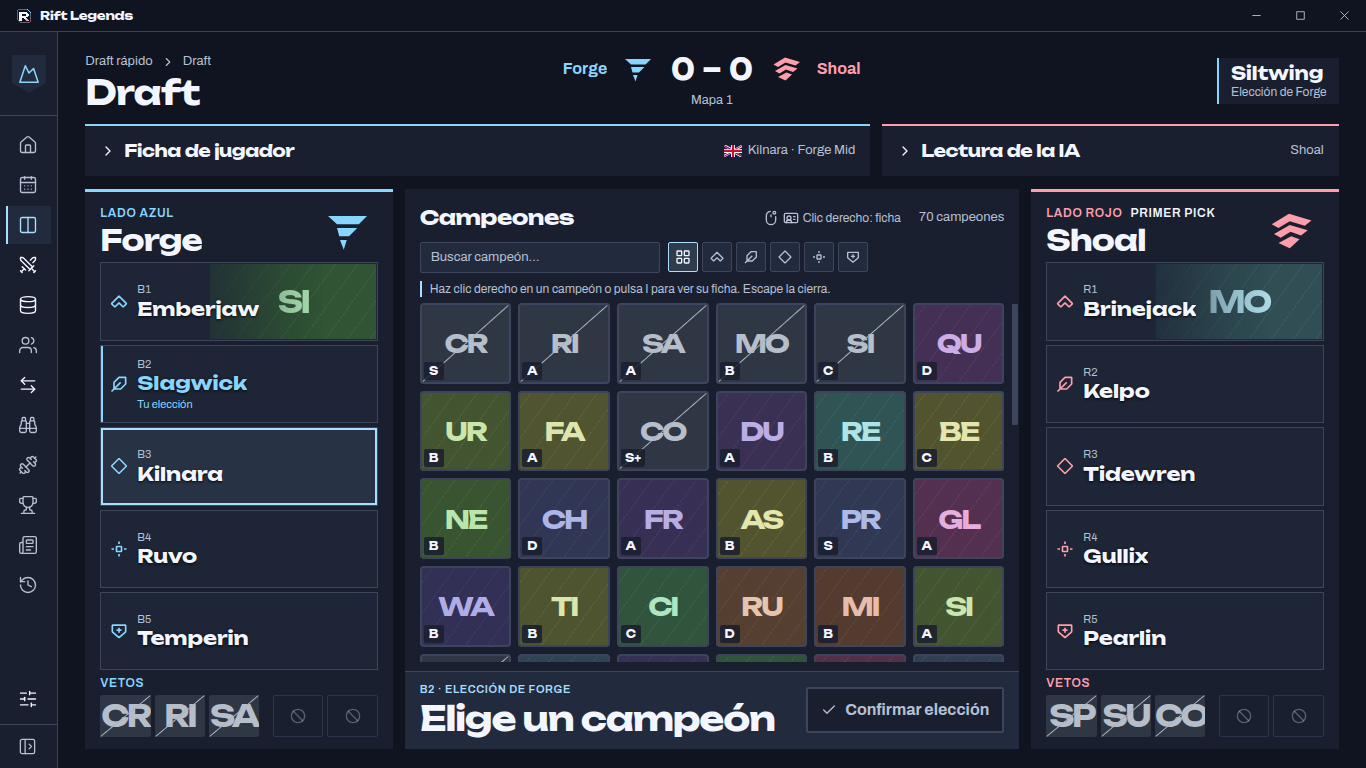 Rift Legends
Draft rápido > Draft
Draft
Forge 0 – 0 Shoal
Mapa 1
Siltwing
Elección de Forge
Ficha de jugador
Kilnara · Forge Mid
Lectura de la IA
Shoal
LADO AZUL
Forge
B1
Emberjaw
SI
B2
Slagwick
Tu elección
B3
Kilnara
B4
Ruvo
B5
Temperin
VETOS
CR RI SA
Campeones
Clic derecho: ficha
70 campeones
Buscar campeón...
Haz clic derecho en un campeón o pulsa I para ver su ficha. Escape la cierra.
CR RI SA MO SI QU
S A A B C D
UR FA CO DU RE BE
B A S+ A B C
NE CH FR AS PR GL
B D A B S A
WA TI CI RU MI SI
B B C D B A
B2 · ELECCIÓN DE FORGE
Elige un campeón
Confirmar elección
LADO ROJO PRIMER PICK
Shoal
R1
Brinejack
MO
R2
Kelpo
R3
Tidewren
R4
Gullix
R5
Pearlin
VETOS
SP SU CO